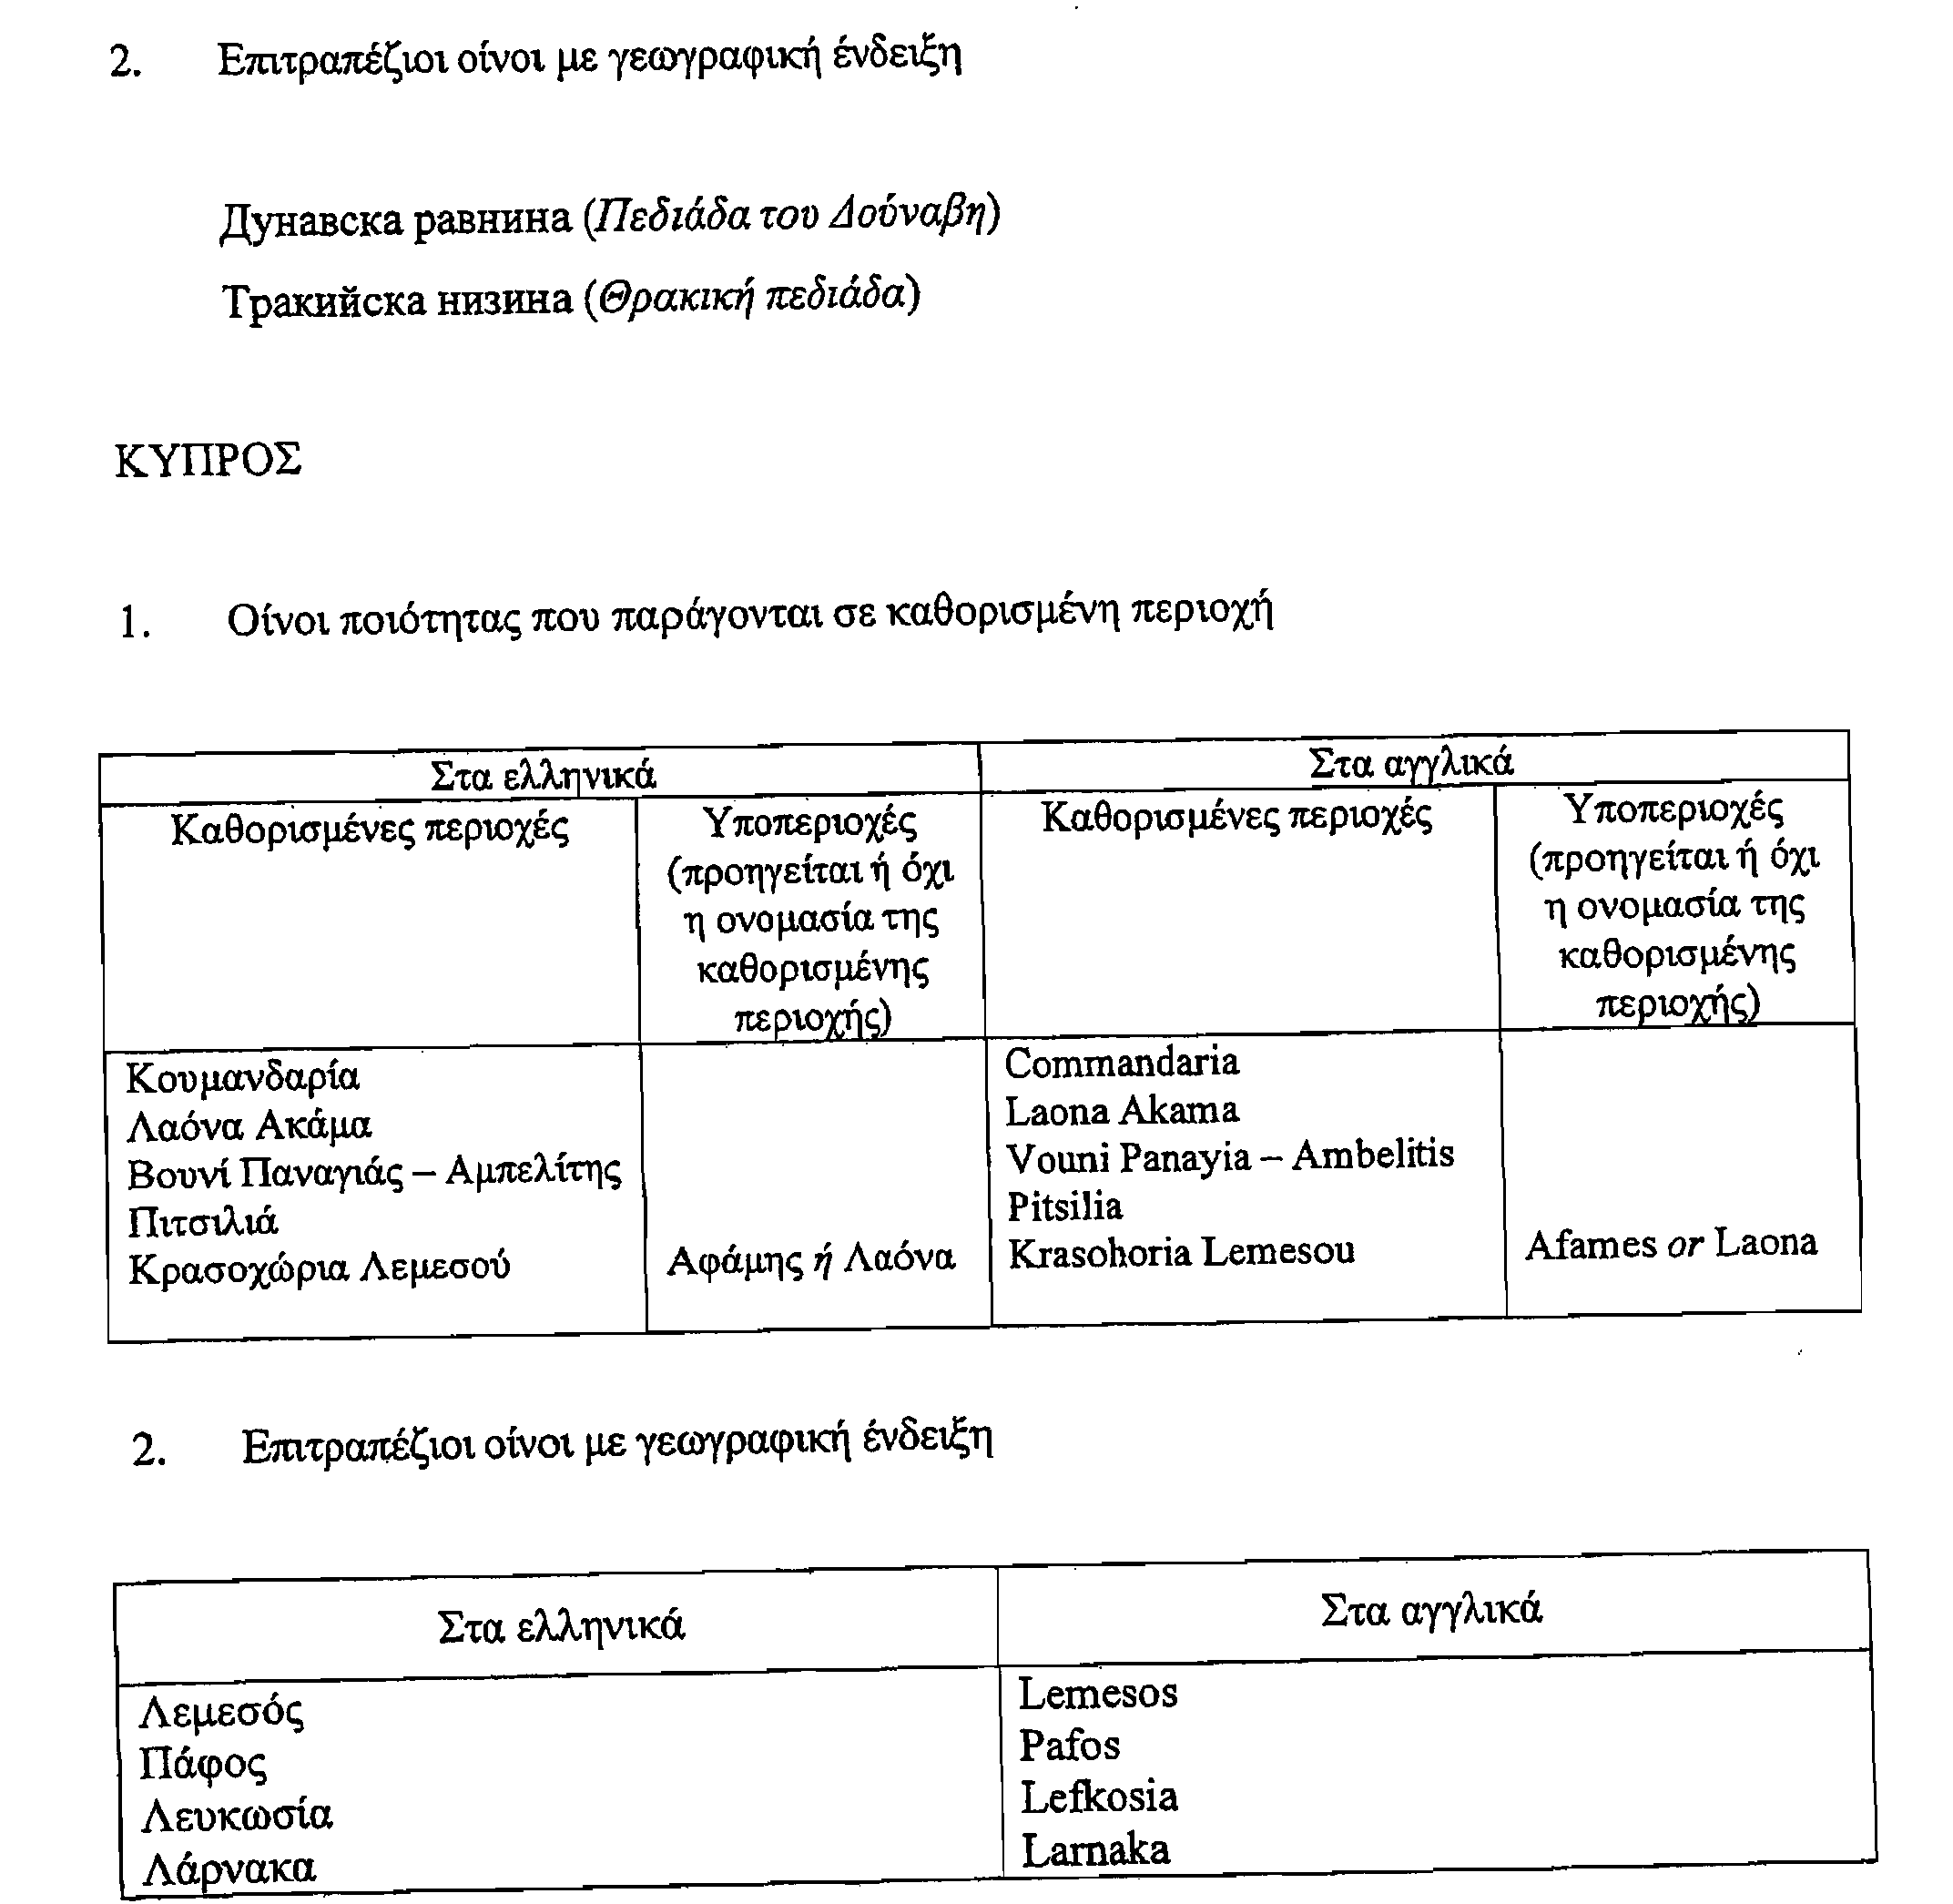 2. Επιτραπέζιοι οίνοι με γεωγραφική ένδειξη
Дунавска равнина (Πεδιάδα του Δούναβη)
Тракийска низина (Θρακική πεδιάδα)
ΚΥΠΡΟΣ
1. Οίνοι ποιότητας που παράγονται σε καθορισμένη περιοχή
Στα ελληνικά Στα αγγλικά
Καθορισμένες περιοχές Υποπεριοχές Καθορισμένες περιοχές Υποπεριοχές
(προηγείται ή όχι (προηγείται ή όχι
η ονομασία της η ονομασία της
καθορισμένης καθορισμένης
περιοχής) περιοχής)
Κουμανδαρία Commandaria
Λαόνα Ακάμα Laona Akama
Βουνί Παναγιάς – Αμπελίτης Vouni Panayia – Ambelitis
Πιτσιλιά Pitsilia
Κρασοχώρια Λεμεσού Αφάμης ή Λαόνα Krasohoria Lemesou Afames or Laona
2. Επιτραπέζιοι οίνοι με γεωγραφική ένδειξη
Στα ελληνικά Στα αγγλικά
Λεμεσός Lemesos
Πάφος Pafos
Λευκωσία Lefkosia
Λάρνακα Larnaka